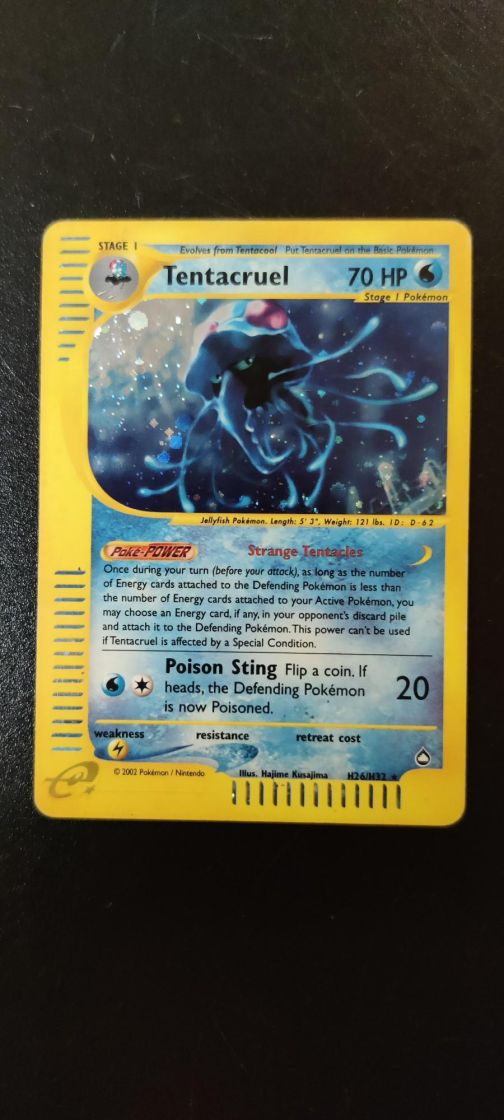 STAGE 1
Evolves from Tentacool Put Tentacruel on the Basic Pokémon
Tentacruel 70 HP
Stage 1 Pokémon
Jellyfish Pokémon. Length: 5' 3", Weight: 121 lbs. ID: D-62
Poké-POWER Strange Tentacles
Once during your turn (before your attack), as long as the number
of Energy cards attached to the Defending Pokémon is less than
the number of Energy cards attached to your Active Pokémon, you
may choose an Energy card, if any, in your opponent's discard pile
and attach it to the Defending Pokémon. This power can't be used
if Tentacruel is affected by a Special Condition.
Poison Sting Flip a coin. If
heads, the Defending Pokémon
is now Poisoned.
20
weakness resistance retreat cost
e
© 2002 Pokémon / Nintendo Illus. Hajime Kusajima H26/H32 ★